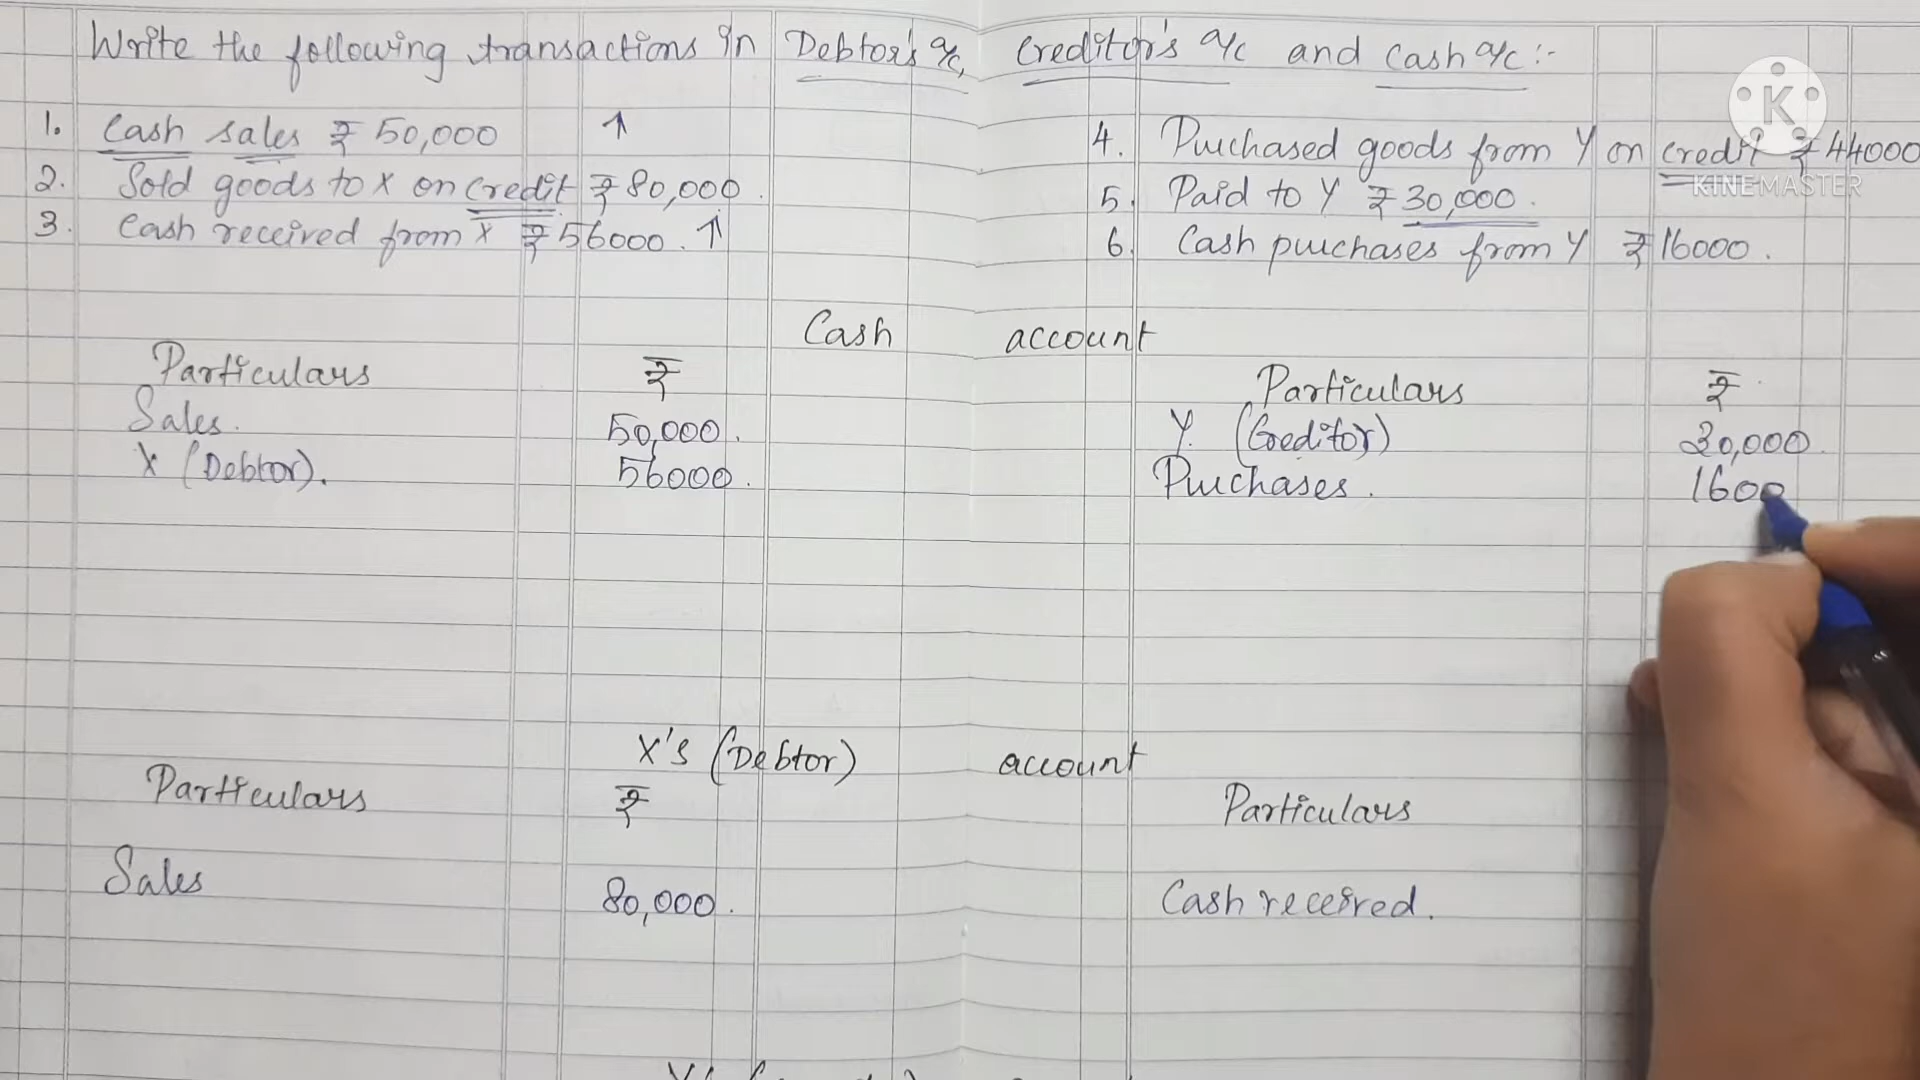 Write the following transactions in Debtor's a/c, Creditor's a/c and Cash a/c :-
1. Cash sales ₹ 50,000 ↑
2. Sold goods to X on credit ₹ 80,000.
3. Cash received from X ₹ 56000. ↑
4. Purchased goods from Y on credit ₹ 44000
5. Paid to Y ₹ 30,000.
6. Cash purchases from Y ₹ 16000.
K
KINEMASTER
Cash account
Particulars ₹ Particulars ₹
Sales. 50,000. Y. (Creditor) 30,000.
X (Debtor). 56000. Purchases. 1600
X's (Debtor) account
Particulars ₹ Particulars
Sales 80,000. Cash received.